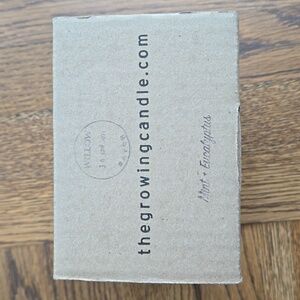 WILLOW
thegrowingcandle.com
Mint + Eucalyptus